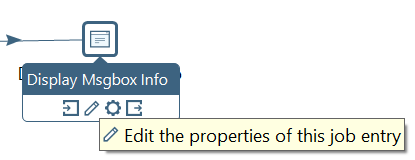 Display Msgbox Info
Edit the properties of this job entry